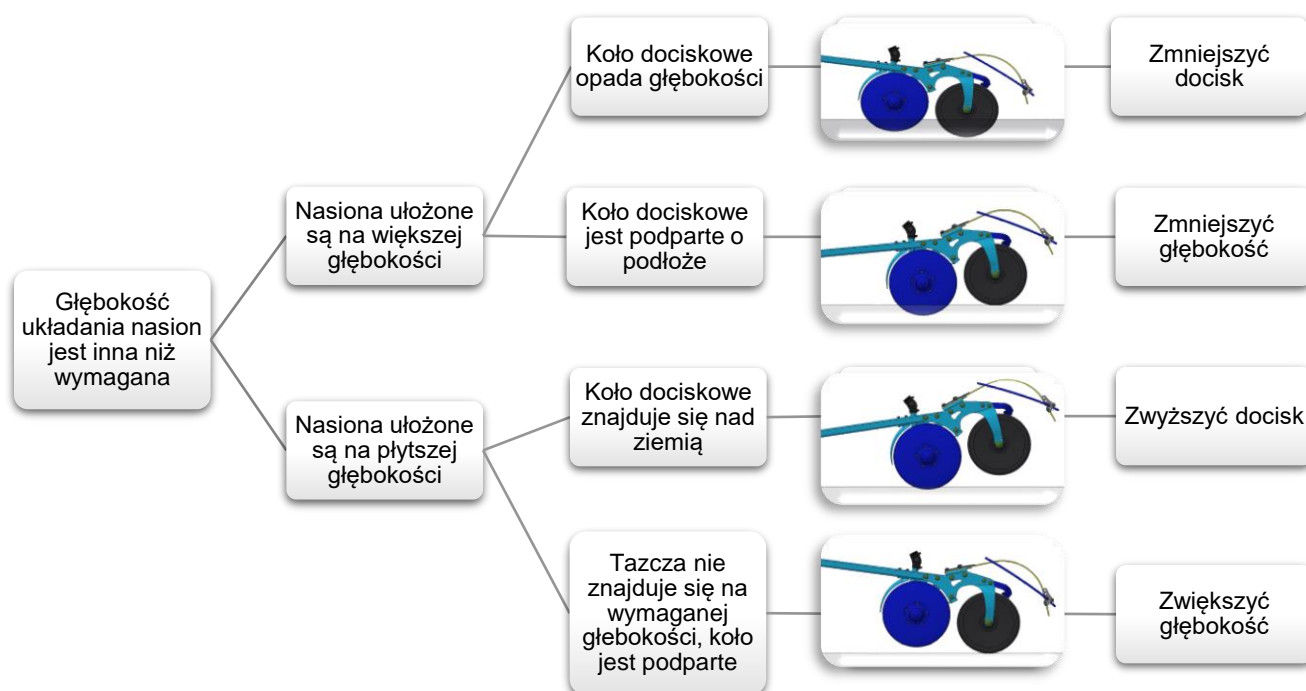 Głębokość
układania nasion
jest inna niż
wymagana
Nasiona ułożone
są na większej
głębokości
Koło dociskowe
opada głębokości
Zmniejszyć
docisk
Koło dociskowe
jest podparte o
podłoże
Zmniejszyć
głębokość
Nasiona ułożone
są na płytszej
głębokości
Koło dociskowe
znajduje się nad
ziemią
Zwyższyć docisk
Tazcza nie
znajduje się na
wymaganej
głebokości, koło
jest podparte
Zwiększyć
głębokość